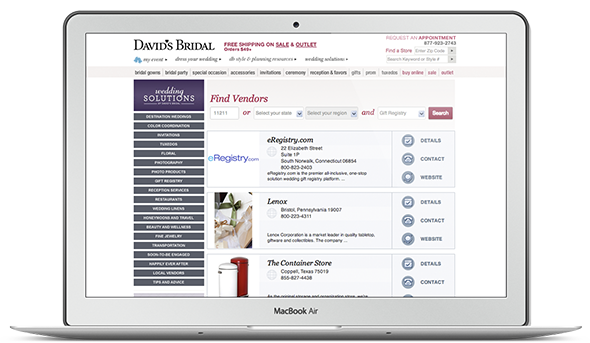 DAVID'S BRIDAL
FREE SHIPPING ON SALE & OUTLET
Orders $49+
REQUEST AN APPOINTMENT
877-923-2743
Find a Store Enter Zip Code
Search Keyword or Style #
my event dress your wedding db style & planning resources wedding solutions
bridal gowns bridal party special occasion accessories invitations ceremony reception & favors gifts prom tuxedos buy online sale outlet
wedding
SOLUTIONS
BY DAVID'S BRIDAL
DESTINATION WEDDINGS
COLOR COORDINATION
INVITATIONS
TUXEDOS
FLORAL
PHOTOGRAPHY
PHOTO PRODUCTS
GIFT REGISTRY
RECEPTION SERVICES
RESTAURANTS
WEDDING LINENS
HONEYMOONS AND TRAVEL
BEAUTY AND WELLNESS
FINE JEWELRY
TRANSPORTATION
SOON-TO-BE ENGAGED
HAPPILY EVER AFTER
LOCAL VENDORS
TIPS AND ADVICE
Find Vendors
11211 or Select your state Select your region and Gift Registry Search
eRegistry.com
eRegistry.com
22 Elizabeth Street
Suite 1P
South Norwalk, Connecticut 06854
800-823-2403
eRegistry.com is the premier all-inclusive, one-stop
solution wedding gift registry platform. ...
DETAILS
CONTACT
WEBSITE
Lenox
Bristol, Pennsylvania 19007
800-223-4311
Lenox Corporation is a market leader in quality tabletop,
giftware and collectibles. The company ...
DETAILS
CONTACT
WEBSITE
The Container Store
Coppell, Texas 75019
855-827-4438
DETAILS
CONTACT
MacBook Air